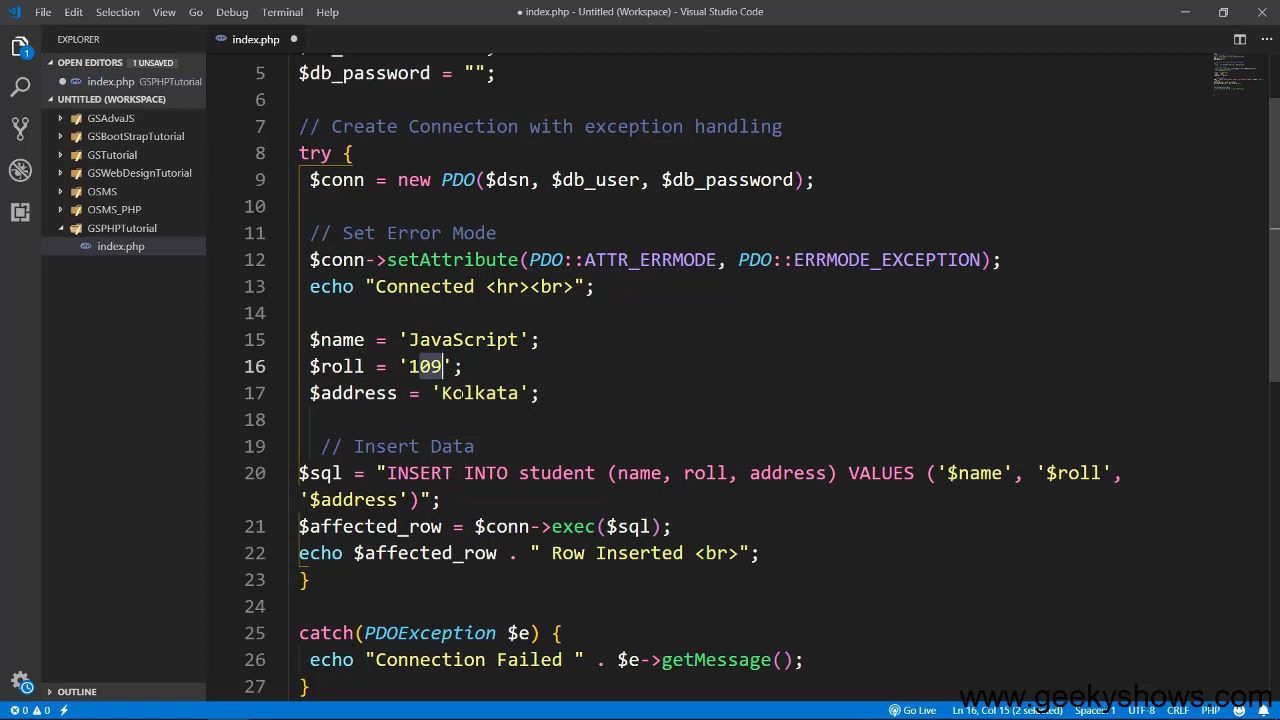 File Edit Selection View Go Debug Terminal Help ● index.php - Untitled (Workspace) - Visual Studio Code
EXPLORER
OPEN EDITORS 1 UNSAVED
index.php GSPHPTutorial
UNTITLED (WORKSPACE)
GSAdvaJS
GSBootStrapTutorial
GSTutorial
GSWebDesignTutorial
OSMS
OSMS_PHP
GSPHPTutorial
index.php
OUTLINE
1
index.php
5 $db_password = "";
6
7 // Create Connection with exception handling
8 try {
9 $conn = new PDO($dsn, $db_user, $db_password);
10
11 // Set Error Mode
12 $conn->setAttribute(PDO::ATTR_ERRMODE, PDO::ERRMODE_EXCEPTION);
13 echo "Connected <hr><br>";
14
15 $name = 'JavaScript';
16 $roll = '109';
17 $address = 'Kolkata';
18
19 // Insert Data
20 $sql = "INSERT INTO student (name, roll, address) VALUES ('$name', '$roll',
'$address')";
21 $affected_row = $conn->exec($sql);
22 echo $affected_row . " Row Inserted <br>";
23 }
24
25 catch(PDOException $e) {
26 echo "Connection Failed " . $e->getMessage();
27 }
www.geekyshows.com
0 0 Go Live Ln 16, Col 15 (2 selected) Spaces: 1 UTF-8 CRLF PHP